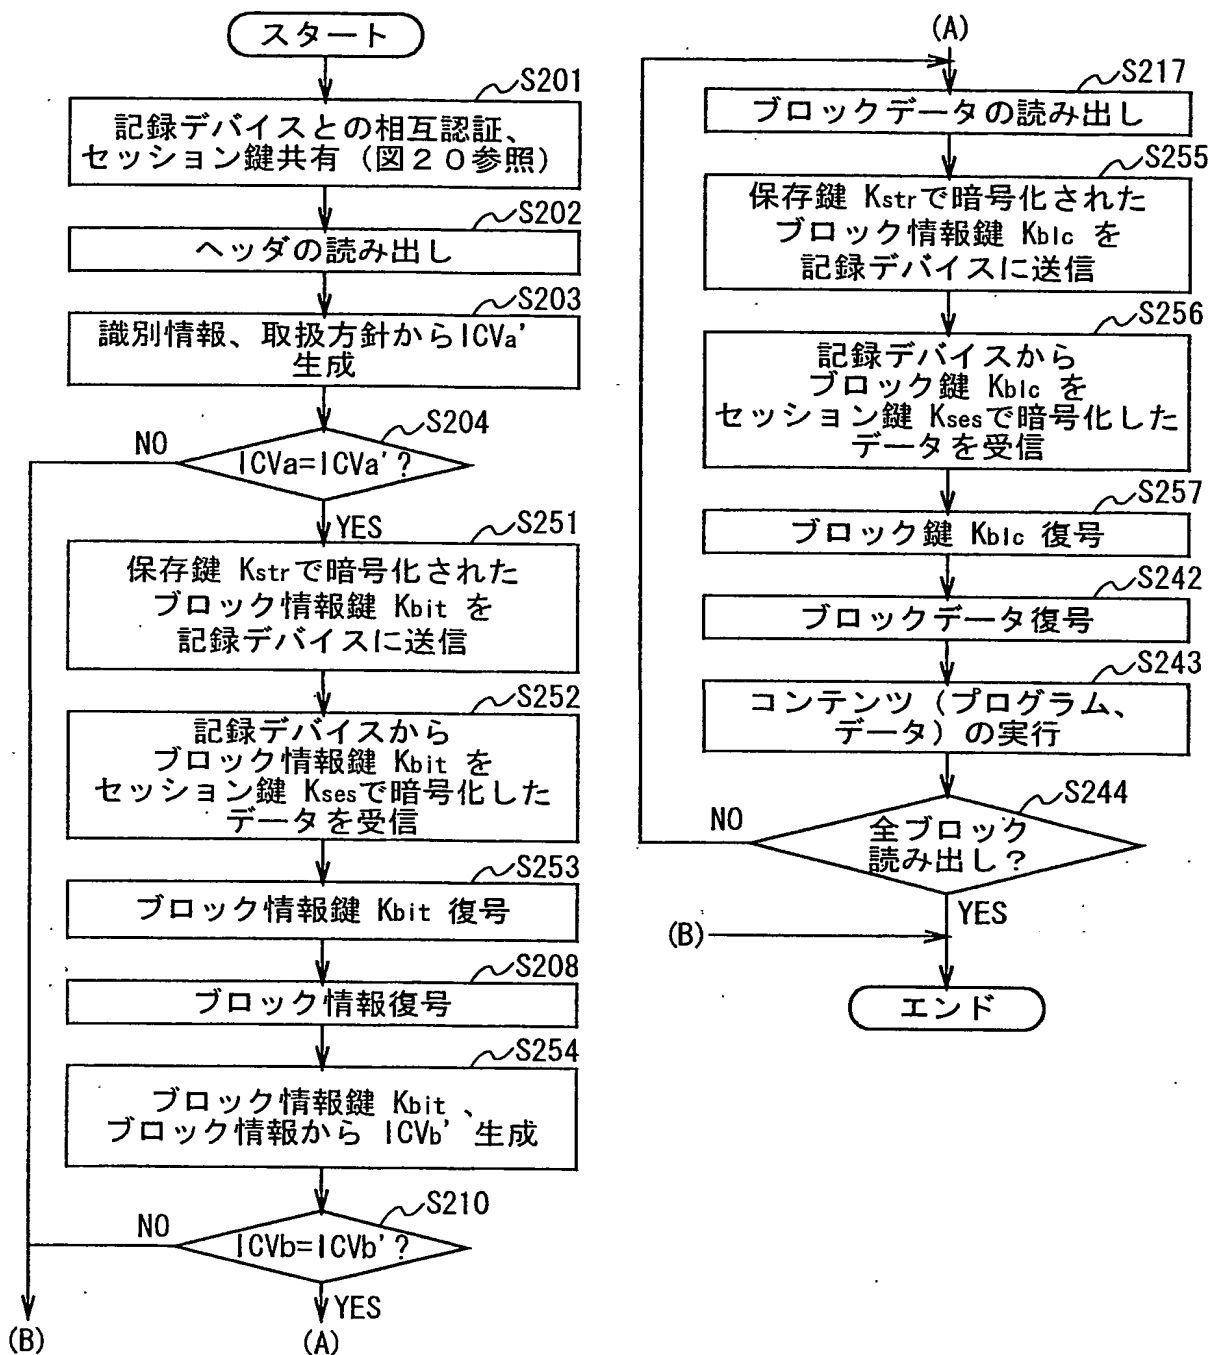 スタート
S201
記録デバイスとの相互認証、
セッション鍵共有（図２０参照）
S202
ヘッダの読み出し
S203
識別情報、取扱方針からICVa'
生成
S204
ICVa=ICVa'?
NO
YES
S251
保存鍵 Kstrで暗号化された
ブロック情報鍵 Kbit を
記録デバイスに送信
S252
記録デバイスから
ブロック情報鍵 Kbit を
セッション鍵 Ksesで暗号化した
データを受信
S253
ブロック情報鍵 Kbit 復号
S208
ブロック情報復号
S254
ブロック情報鍵 Kbit 、
ブロック情報から ICVb' 生成
S210
NO
ICVb=ICVb'?
YES
(B)
(A)
(A)
S217
ブロックデータの読み出し
S255
保存鍵 Kstrで暗号化された
ブロック情報鍵 Kblc を
記録デバイスに送信
S256
記録デバイスから
ブロック鍵 Kblc を
セッション鍵 Ksesで暗号化した
データを受信
S257
ブロック鍵 Kblc 復号
S242
ブロックデータ復号
S243
コンテンツ（プログラム、
データ）の実行
S244
NO
全ブロック
読み出し？
YES
(B)
エンド